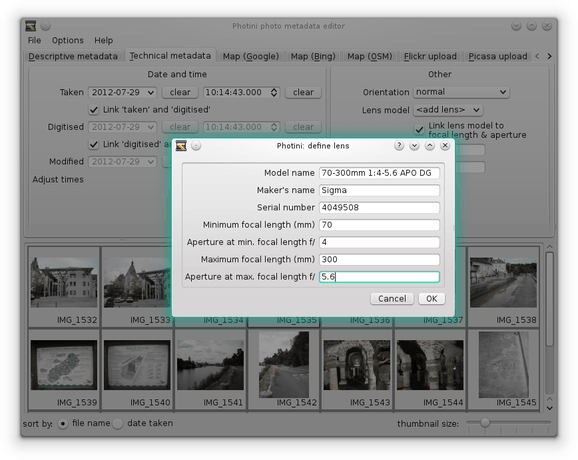 Photini photo metadata editor
File Options Help
Descriptive metadata Technical metadata Map (Google) Map (Bing) Map (OSM) Flickr upload Picasa upload
Date and time
Other
Taken 2012-07-29 clear 10:14:43.000 clear
Orientation normal
Link 'taken' and 'digitised'
Lens model <add lens>
Digitised 2012-07-29 clear 10:14:43.000 clear
Link lens model to
focal length & aperture
Link 'digitised'
Modified 2012-07-29
Adjust times
Photini: define lens
Model name 70-300mm 1:4-5.6 APO DG
Maker's name Sigma
Serial number 4049508
Minimum focal length (mm) 70
Aperture at min. focal length f/ 4
Maximum focal length (mm) 300
Aperture at max. focal length f/ 5.6
Cancel OK
IMG_1532 IMG_1533 IMG_1534 IMG_1535 IMG_1536 IMG_1537 IMG_1538
IMG_1539 IMG_1540 IMG_1541 IMG_1542 IMG_1543 IMG_1544 IMG_1545
sort by: file name date taken thumbnail size: